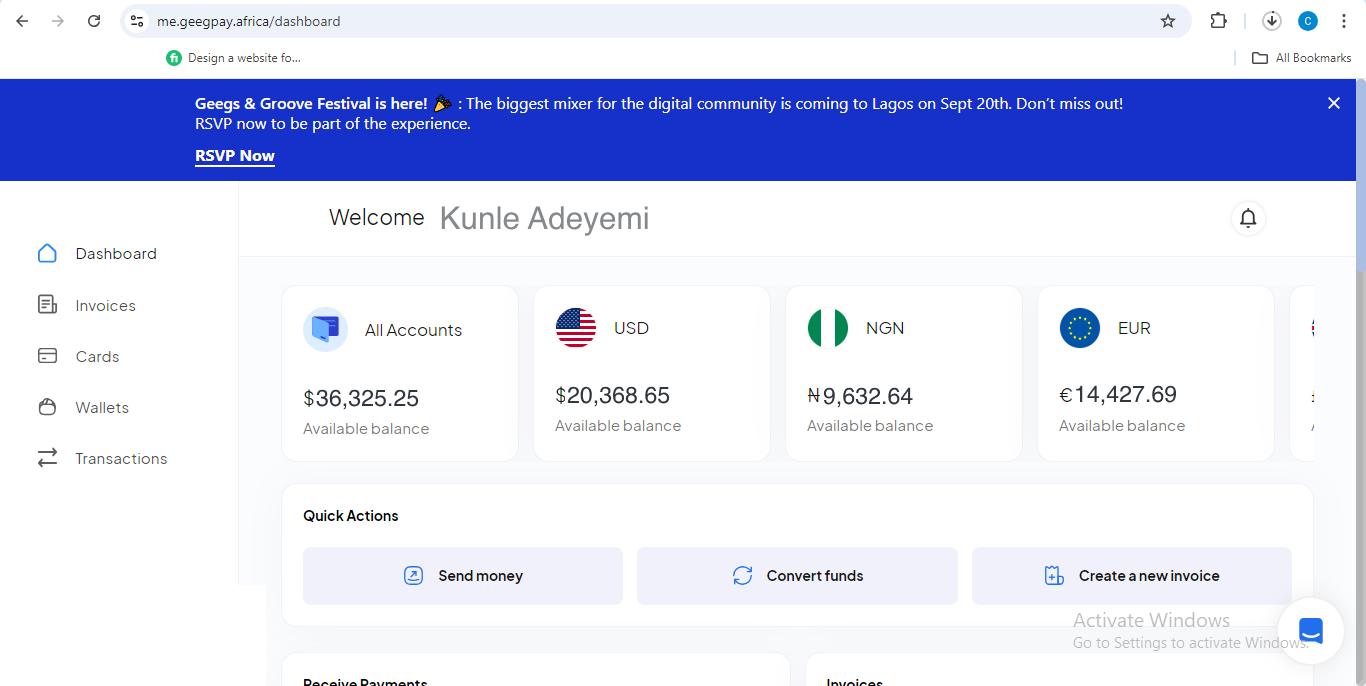 me.geegpay.africa/dashboard
C
Design a website fo...
All Bookmarks
Geegs & Groove Festival is here! 🎉 : The biggest mixer for the digital community is coming to Lagos on Sept 20th. Don’t miss out!
RSVP now to be part of the experience.
RSVP Now
Welcome Kunle Adeyemi
Dashboard
Invoices
Cards
Wallets
Transactions
All Accounts
$36,325.25
Available balance
USD
$20,368.65
Available balance
NGN
₦9,632.64
Available balance
EUR
€14,427.69
Available balance
Quick Actions
Send money
Convert funds
Create a new invoice
Activate Windows
Go to Settings to activate Windows.
Receive Payments
Invoices